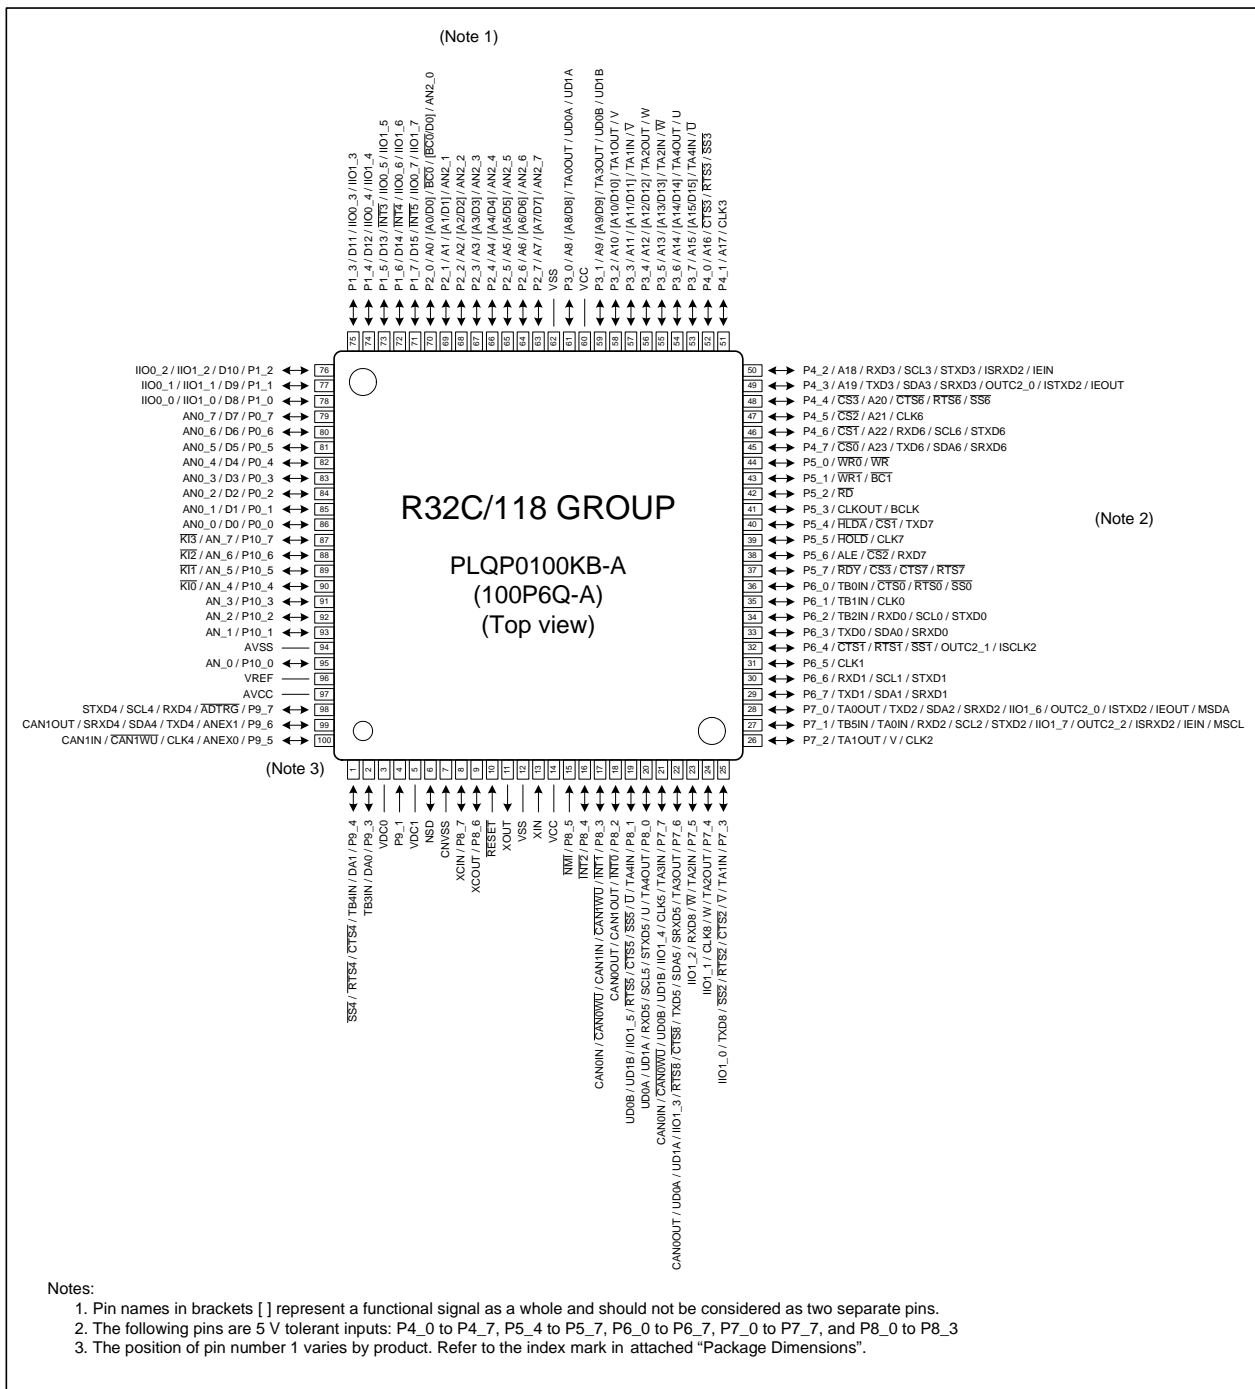 (Note 1)
P1_3 / D11 / IIO0_3 / IIO1_3
P1_4 / D12 / IIO0_4 / IIO1_4
P1_5 / D13 / INT3 / IIO0_5 / IIO1_5
P1_6 / D14 / INT4 / IIO0_6 / IIO1_6
P1_7 / D15 / INT5 / IIO0_7 / IIO1_7
P2_0 / A0 / [A0/D0] / BC0 / [BC0/D0] / AN2_0
P2_1 / A1 / [A1/D1] / AN2_1
P2_2 / A2 / [A2/D2] / AN2_2
P2_3 / A3 / [A3/D3] / AN2_3
P2_4 / A4 / [A4/D4] / AN2_4
P2_5 / A5 / [A5/D5] / AN2_5
P2_6 / A6 / [A6/D6] / AN2_6
P2_7 / A7 / [A7/D7] / AN2_7
VSS
P3_0 / A8 / [A8/D8] / TA0OUT / UD0A / UD1A
VCC
P3_1 / A9 / [A9/D9] / TA3OUT / UD0B / UD1B
P3_2 / A10 / [A10/D10] / TA1OUT / V
P3_3 / A11 / [A11/D11] / TA1IN / V
P3_4 / A12 / [A12/D12] / TA2OUT / W
P3_5 / A13 / [A13/D13] / TA2IN / W
P3_6 / A14 / [A14/D14] / TA4OUT / U
P3_7 / A15 / [A15/D15] / TA4IN / U
P4_0 / A16 / CTS3 / RTS3 / SS3
P4_1 / A17 / CLK3
75 74 73 72 71 70 69 68 67 66 65 64 63 62 61 60 59 58 57 56 55 54 53 52 51
IIO0_2 / IIO1_2 / D10 / P1_2 76
IIO0_1 / IIO1_1 / D9 / P1_1 77
IIO0_0 / IIO1_0 / D8 / P1_0 78
AN0_7 / D7 / P0_7 79
AN0_6 / D6 / P0_6 80
AN0_5 / D5 / P0_5 81
AN0_4 / D4 / P0_4 82
AN0_3 / D3 / P0_3 83
AN0_2 / D2 / P0_2 84
AN0_1 / D1 / P0_1 85
AN0_0 / D0 / P0_0 86
KI3 / AN_7 / P10_7 87
KI2 / AN_6 / P10_6 88
KI1 / AN_5 / P10_5 89
KI0 / AN_4 / P10_4 90
AN_3 / P10_3 91
AN_2 / P10_2 92
AN_1 / P10_1 93
AVSS 94
AN_0 / P10_0 95
VREF 96
AVCC 97
STXD4 / SCL4 / RXD4 / ADTRG / P9_7 98
CAN1OUT / SRXD4 / SDA4 / TXD4 / ANEX1 / P9_6 99
CAN1IN / CAN1WU / CLK4 / ANEX0 / P9_5 100
R32C/118 GROUP
PLQP0100KB-A
(100P6Q-A)
(Top view)
50 P4_2 / A18 / RXD3 / SCL3 / STXD3 / ISRXD2 / IEIN
49 P4_3 / A19 / TXD3 / SDA3 / SRXD3 / OUTC2_0 / ISTXD2 / IEOUT
48 P4_4 / CS3 / A20 / CTS6 / RTS6 / SS6
47 P4_5 / CS2 / A21 / CLK6
46 P4_6 / CS1 / A22 / RXD6 / SCL6 / STXD6
45 P4_7 / CS0 / A23 / TXD6 / SDA6 / SRXD6
44 P5_0 / WR0 / WR
43 P5_1 / WR1 / BC1
42 P5_2 / RD
41 P5_3 / CLKOUT / BCLK
40 P5_4 / HLDA / CS1 / TXD7
39 P5_5 / HOLD / CLK7
38 P5_6 / ALE / CS2 / RXD7
37 P5_7 / RDY / CS3 / CTS7 / RTS7
36 P6_0 / TB0IN / CTS0 / RTS0 / SS0
35 P6_1 / TB1IN / CLK0
34 P6_2 / TB2IN / RXD0 / SCL0 / STXD0
33 P6_3 / TXD0 / SDA0 / SRXD0
32 P6_4 / CTS1 / RTS1 / SS1 / OUTC2_1 / ISCLK2
31 P6_5 / CLK1
30 P6_6 / RXD1 / SCL1 / STXD1
29 P6_7 / TXD1 / SDA1 / SRXD1
28 P7_0 / TA0OUT / TXD2 / SDA2 / SRXD2 / IIO1_6 / OUTC2_0 / ISTXD2 / IEOUT / MSDA
27 P7_1 / TB5IN / TA0IN / RXD2 / SCL2 / STXD2 / IIO1_7 / OUTC2_2 / ISRXD2 / IEIN / MSCL
26 P7_2 / TA1OUT / V / CLK2
(Note 2)
(Note 3)
1 2 3 4 5 6 7 8 9 10 11 12 13 14 15 16 17 18 19 20 21 22 23 24 25
SS4 / RTS4 / CTS4 / TB4IN / DA1 / P9_4
TB3IN / DA0 / P9_3
VDC0
P9_1
VDC1
NSD
CNVSS
XCIN / P8_7
XCOUT / P8_6
RESET
XOUT
VSS
XIN
VCC
NMI / P8_5
INT2 / P8_4
CAN0IN / CAN0WU / CAN1IN / CAN1WU / INT1 / P8_3
CAN0OUT / CAN1OUT / INT0 / P8_2
UD0B / UD1B / IIO1_5 / RTS5 / CTS5 / SS5 / U / TA4IN / P8_1
UD0A / UD1A / RXD5 / SCL5 / STXD5 / U / TA4OUT / P8_0
CAN0IN / CAN0WU / UD0B / UD1B / IIO1_4 / CLK5 / TA3IN / P7_7
CAN0OUT / UD0A / UD1A / IIO1_3 / RTS8 / CTS8 / TXD5 / SDA5 / SRXD5 / TA3OUT / P7_6
IIO1_2 / RXD8 / W / TA2IN / P7_5
IIO1_1 / CLK8 / W / TA2OUT / P7_4
IIO1_0 / TXD8 / SS2 / RTS2 / CTS2 / V / TA1IN / P7_3
Notes:
1. Pin names in brackets [ ] represent a functional signal as a whole and should not be considered as two separate pins.
2. The following pins are 5 V tolerant inputs: P4_0 to P4_7, P5_4 to P5_7, P6_0 to P6_7, P7_0 to P7_7, and P8_0 to P8_3
3. The position of pin number 1 varies by product. Refer to the index mark in attached “Package Dimensions”.